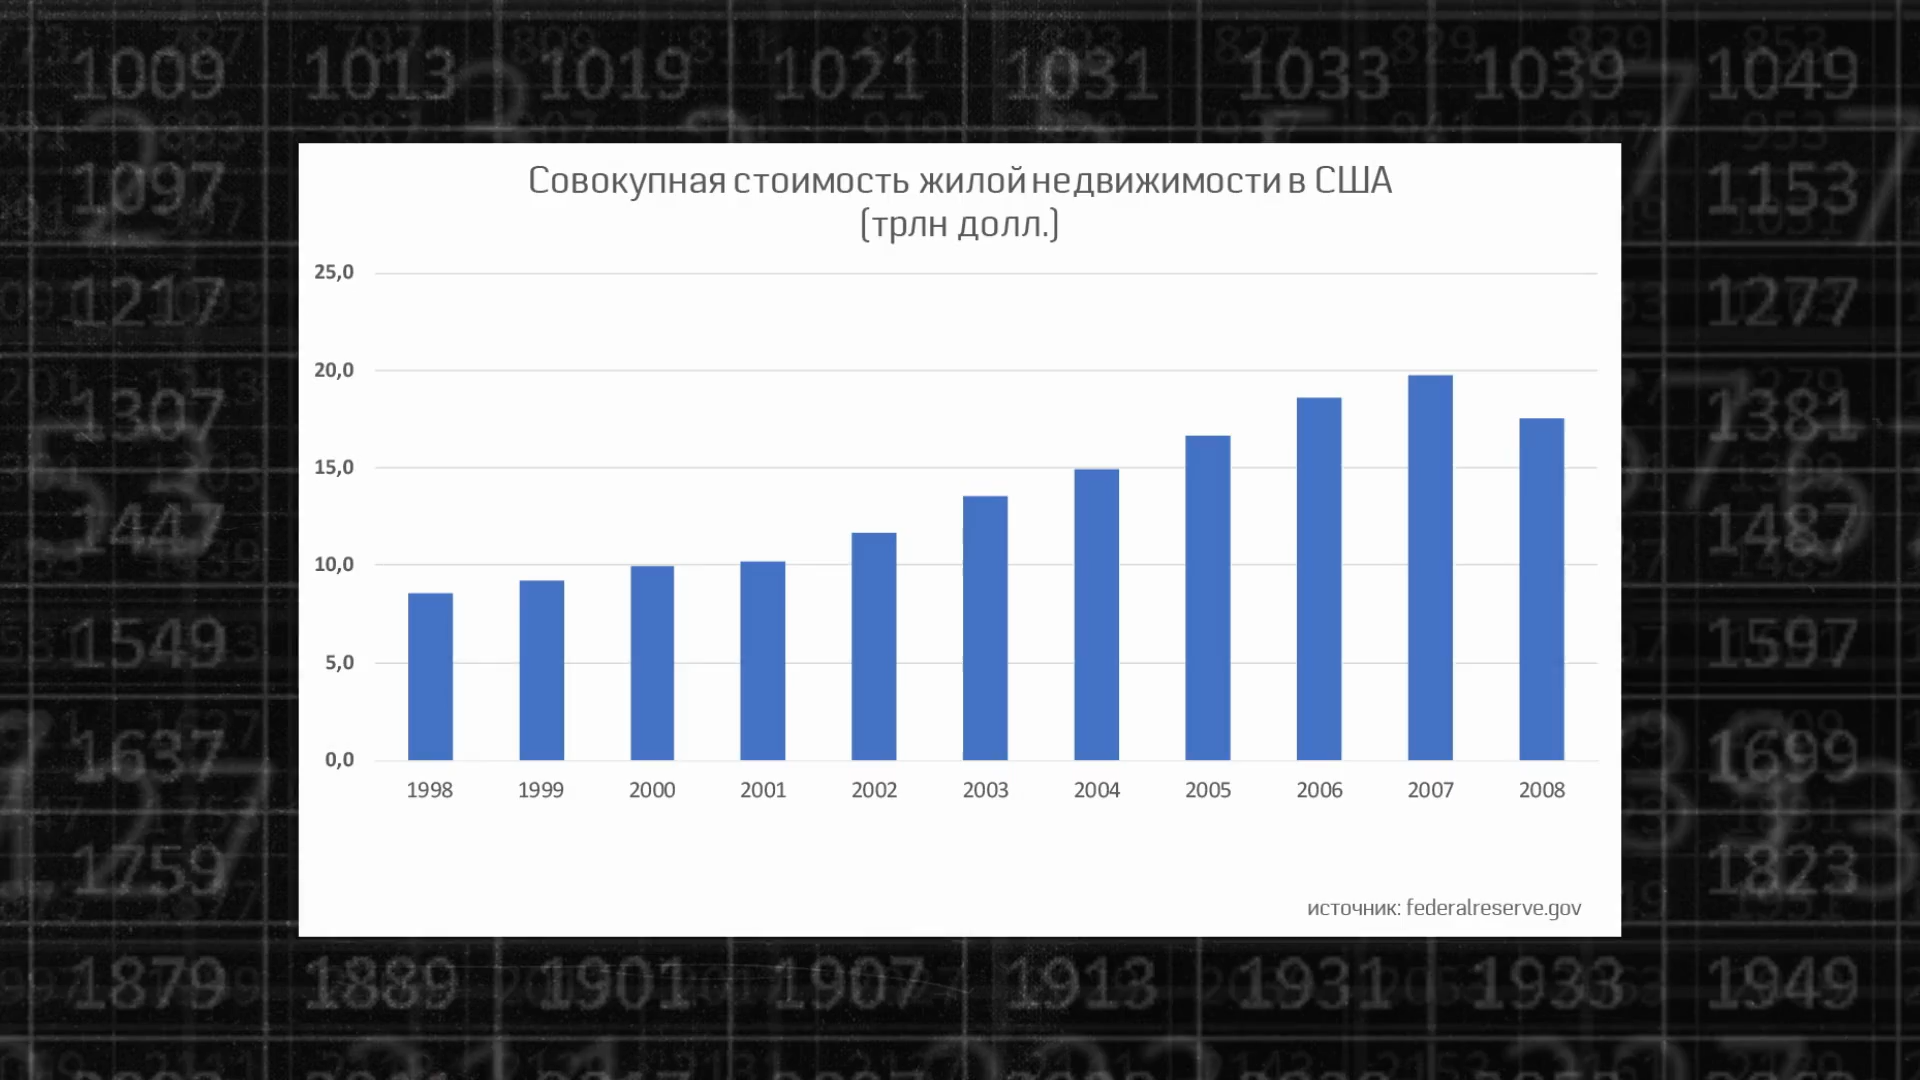 1009 1013 1019 1021 1031 1033 1039 1049
1097 1153
1217 1277
1307 1381
1447 1487
1549 1597
1637 1699
1759 1823
1879 1889 1901 1907 1913 1931 1933 1949
Совокупная стоимость жилой недвижимости в США
(трлн долл.)
25,0
20,0
15,0
10,0
5,0
0,0
1998 1999 2000 2001 2002 2003 2004 2005 2006 2007 2008
источник: federalreserve.gov